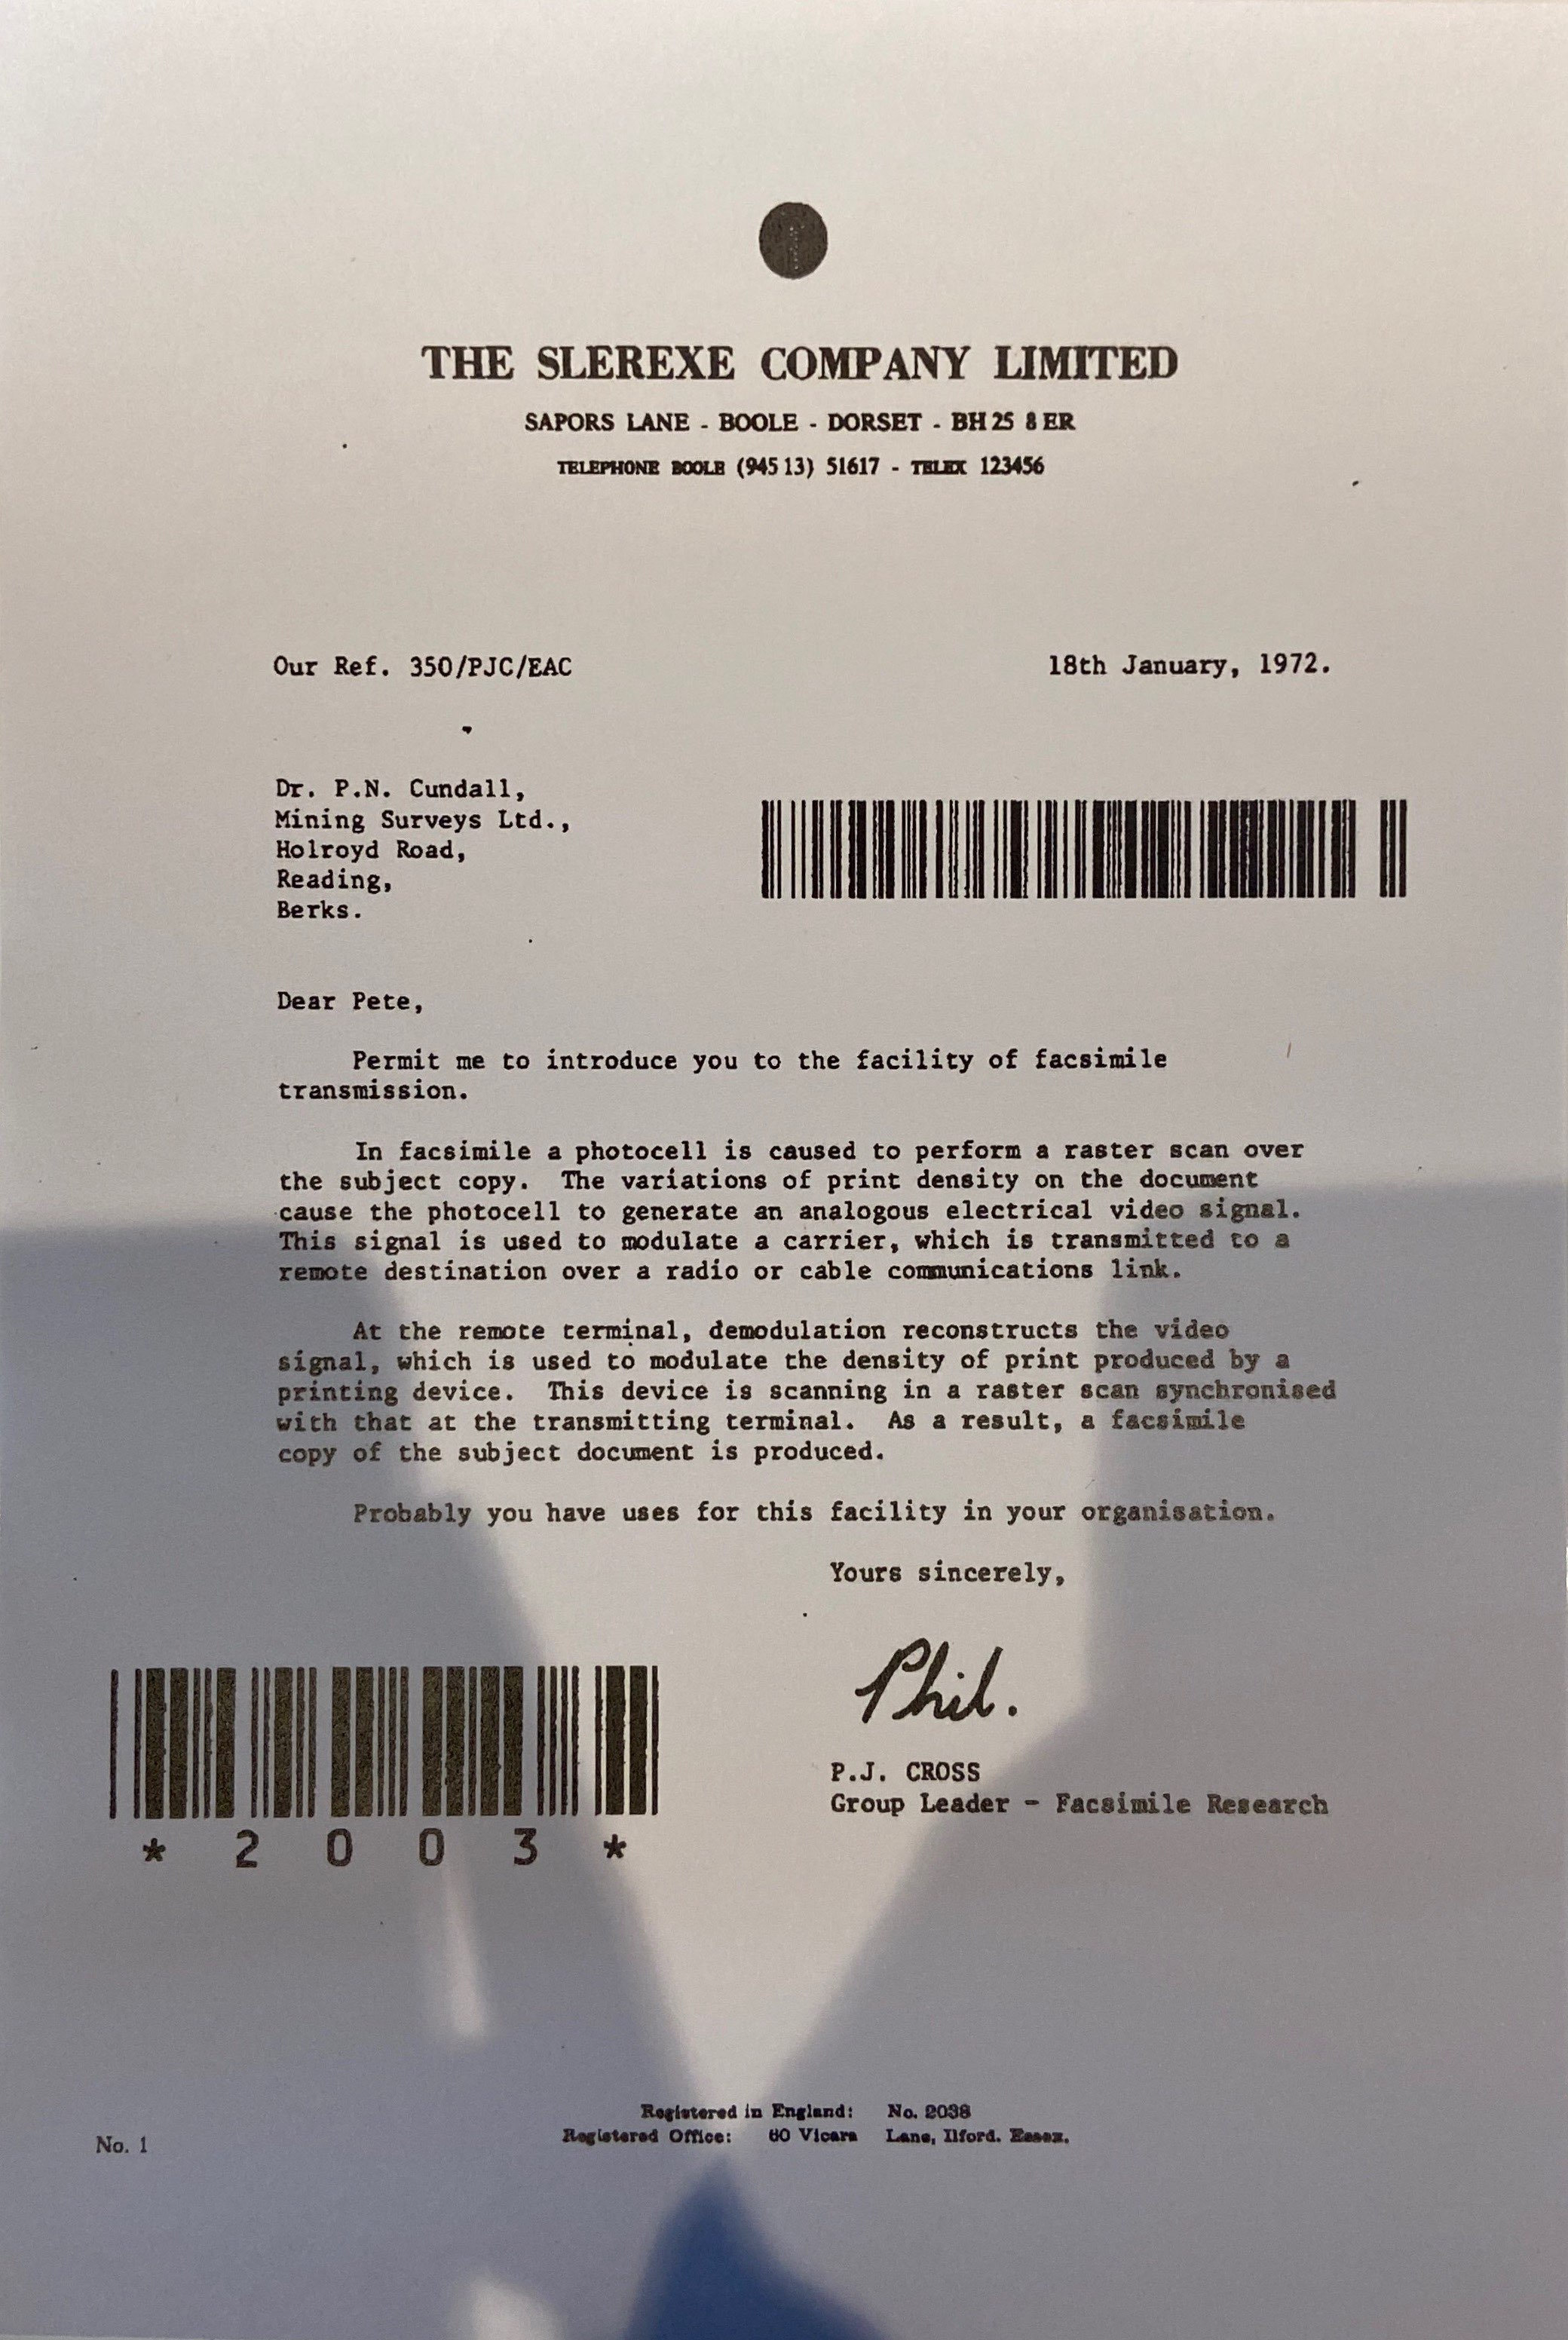 THE SLEREXE COMPANY LIMITED
SAPORS LANE - BOOLE - DORSET - BH 25 8 ER
TELEPHONE BOOLE (945 13) 51617 - TELEX 123456
Our Ref. 350/PJC/EAC
18th January, 1972.
Dr. P.N. Cundall,
Mining Surveys Ltd.,
Holroyd Road,
Reading,
Berks.
Dear Pete,
Permit me to introduce you to the facility of facsimile
transmission.
In facsimile a photocell is caused to perform a raster scan over
the subject copy. The variations of print density on the document
cause the photocell to generate an analogous electrical video signal.
This signal is used to modulate a carrier, which is transmitted to a
remote destination over a radio or cable communications link.
At the remote terminal, demodulation reconstructs the video
signal, which is used to modulate the density of print produced by a
printing device. This device is scanning in a raster scan synchronised
with that at the transmitting terminal. As a result, a facsimile
copy of the subject document is produced.
Probably you have uses for this facility in your organisation.
Yours sincerely,
Phil.
P.J. CROSS
Group Leader - Facsimile Research
* 2 0 0 3 *
Registered in England: No. 2038
Registered Office: 60 Vicara Lane, Ilford. Essex.
No. 1